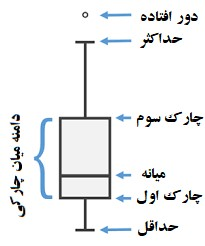 دور افتاده
حداکثر
چارک سوم
میانه
چارک اول
حداقل
دامنه میان چارکی